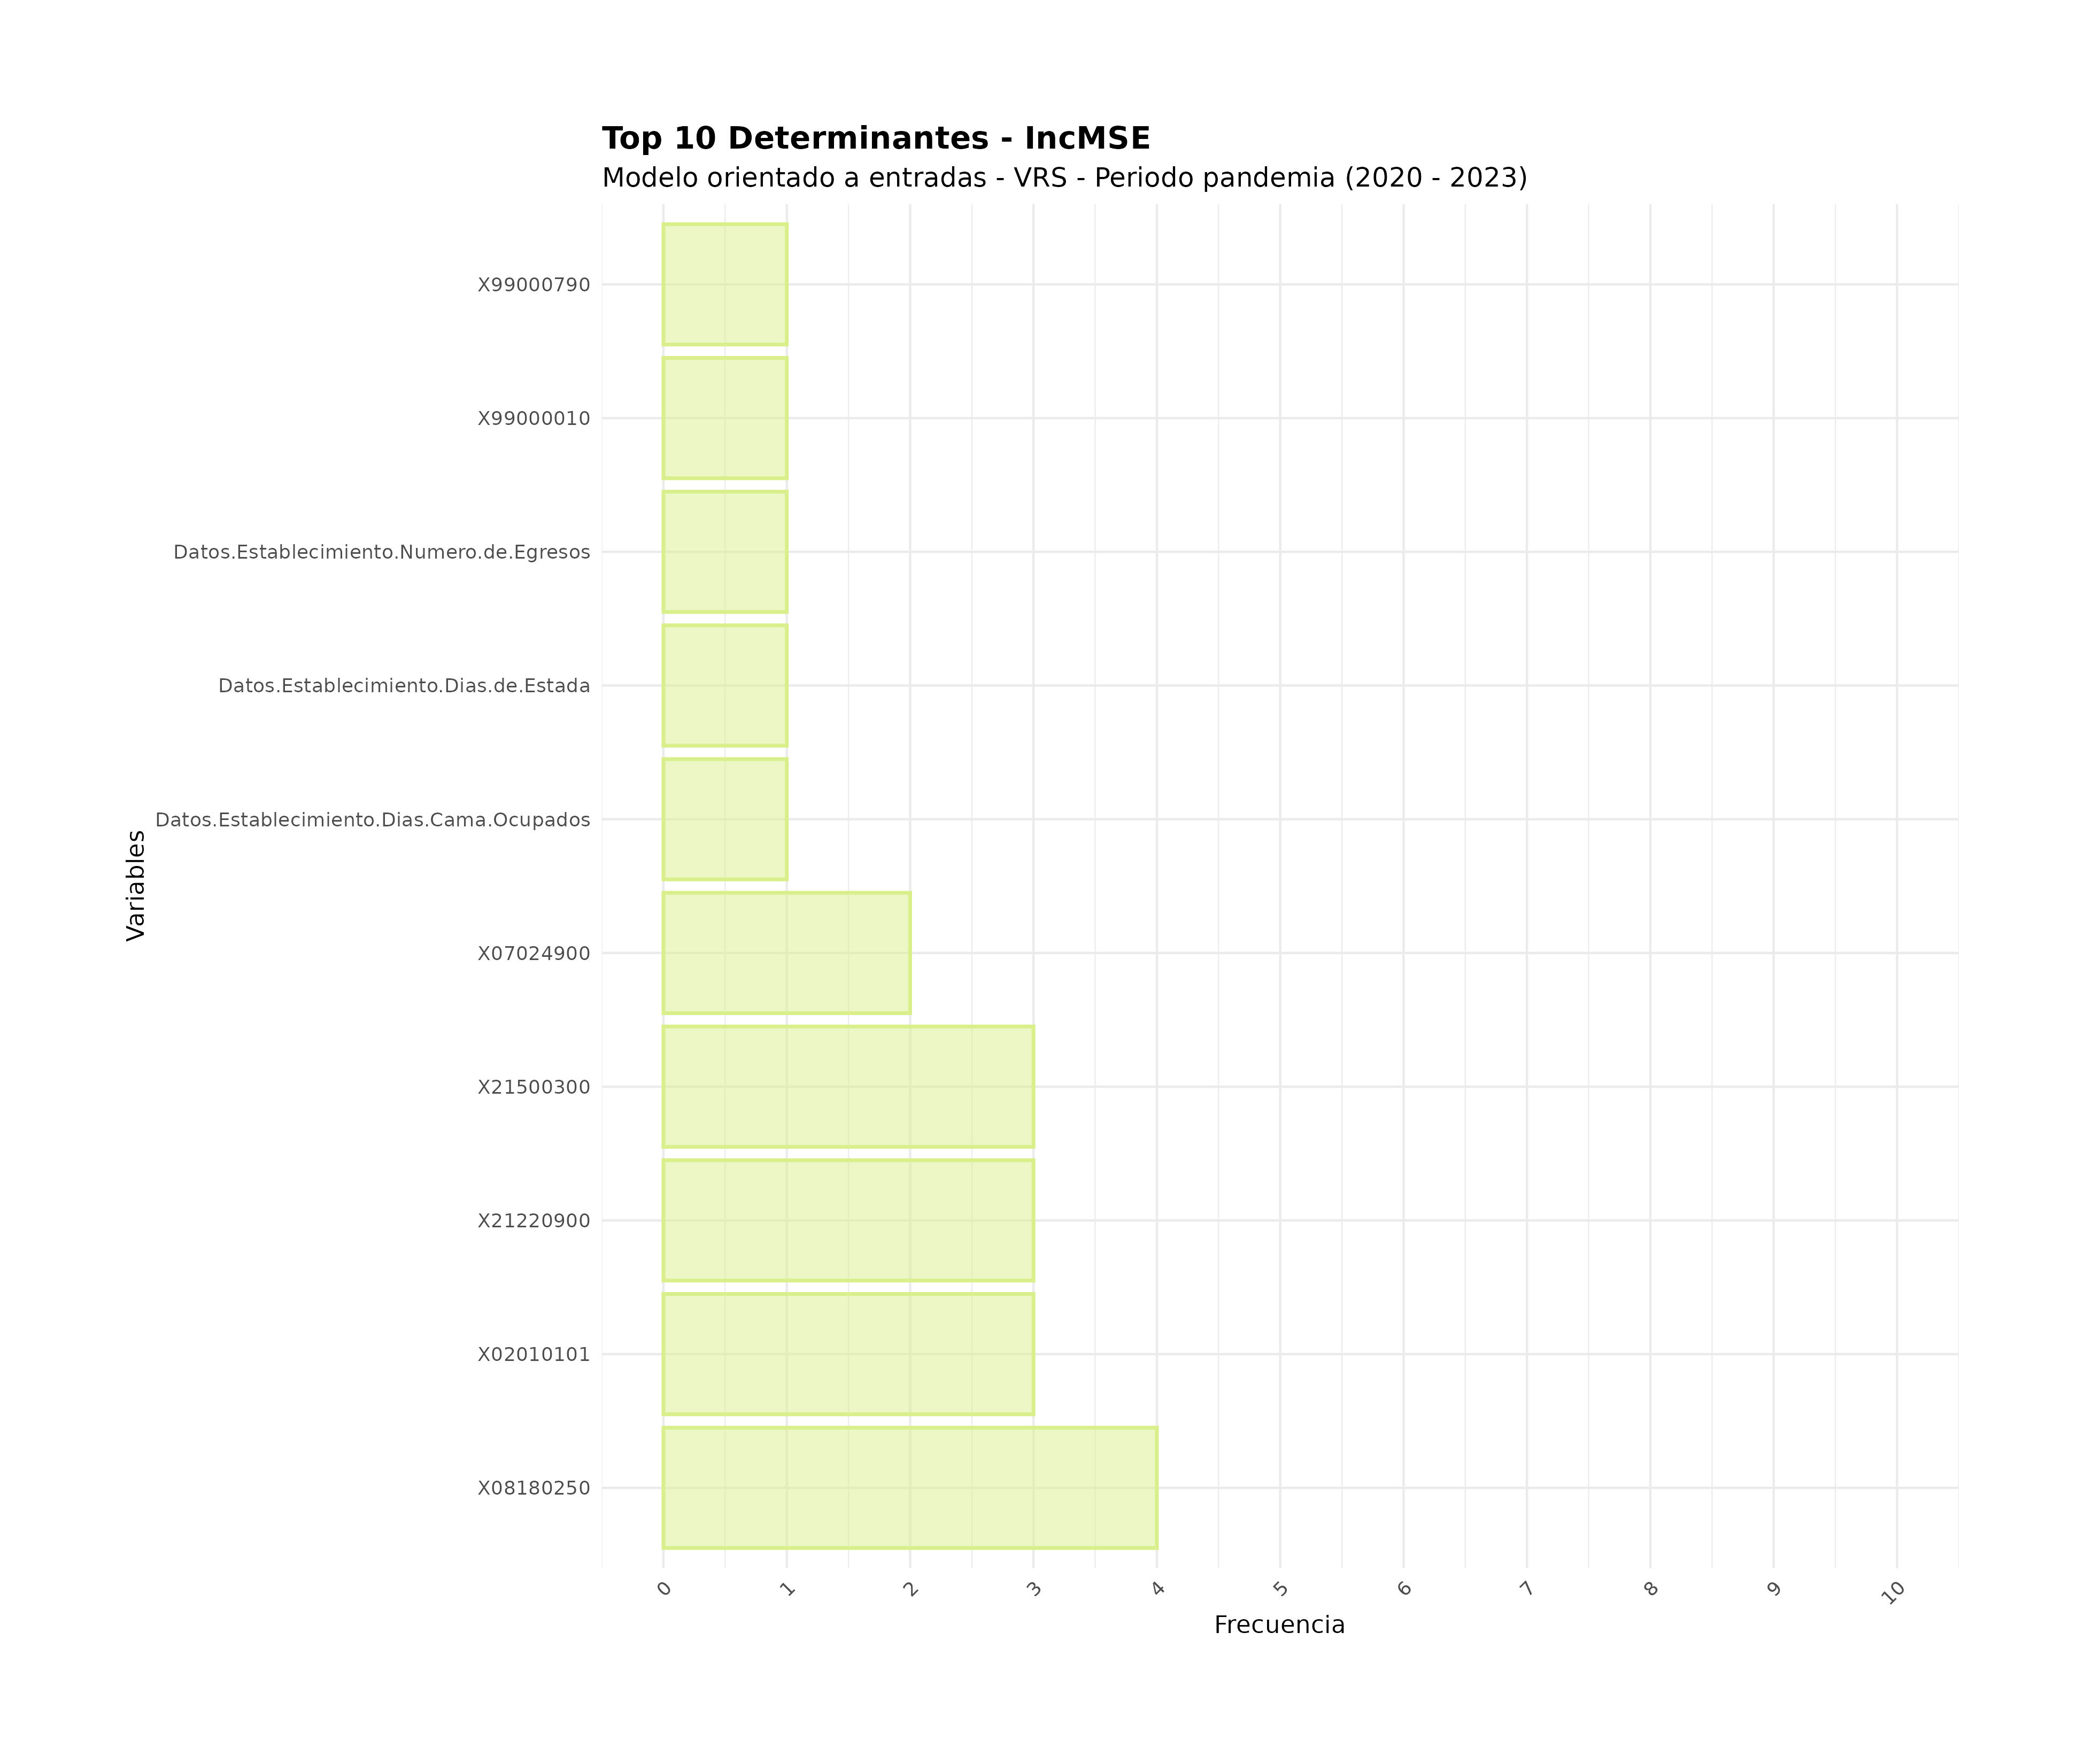 Top 10 Determinantes - IncMSE
Modelo orientado a entradas - VRS - Periodo pandemia (2020 - 2023)
Variables
X99000790
X99000010
Datos.Establecimiento.Numero.de.Egresos
Datos.Establecimiento.Dias.de.Estada
Datos.Establecimiento.Dias.Cama.Ocupados
X07024900
X21500300
X21220900
X02010101
X08180250
0 1 2 3 4 5 6 7 8 9 10
Frecuencia